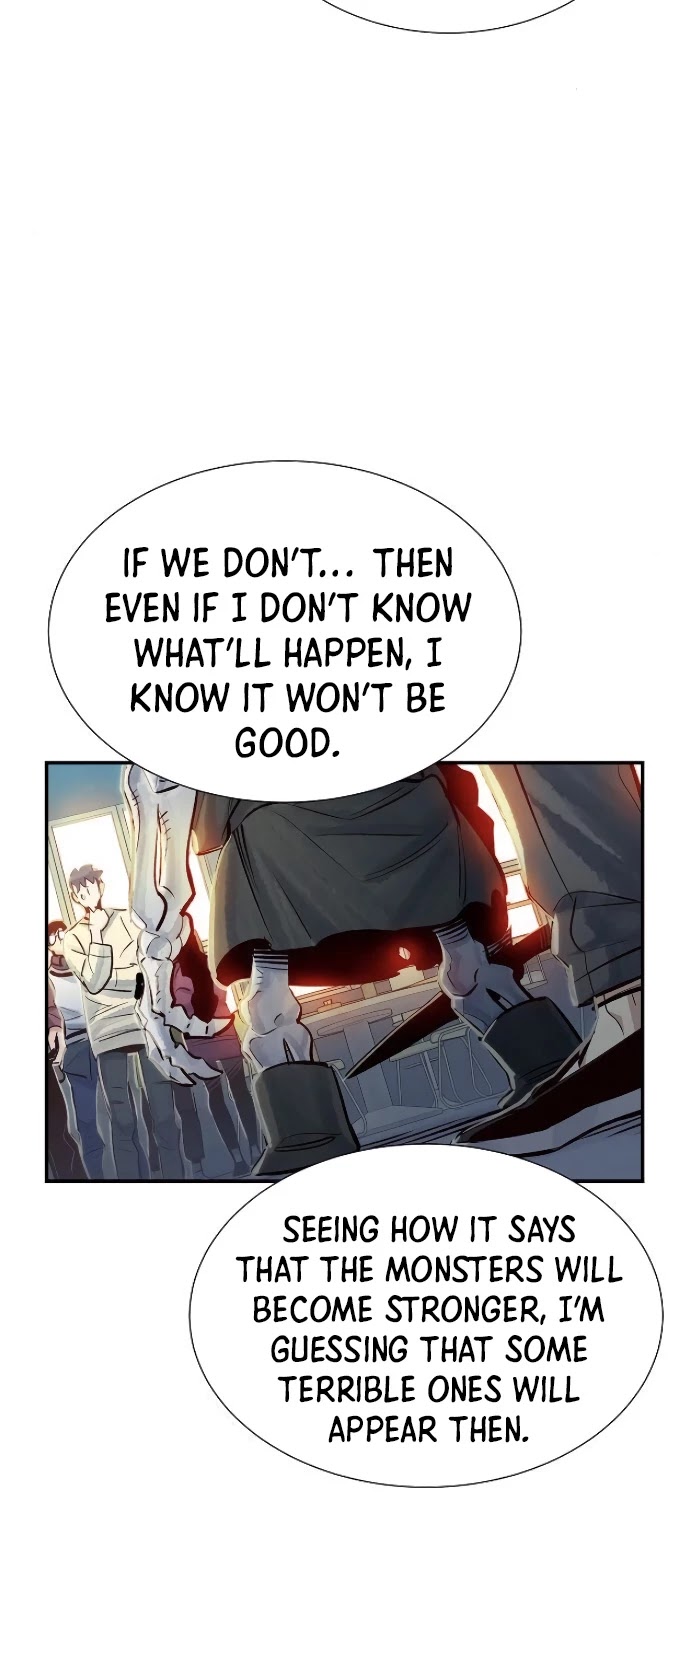 IF WE DON'T... THEN
EVEN IF I DON'T KNOW
WHAT'LL HAPPEN, I
KNOW IT WON'T BE
GOOD.
SEEING HOW IT SAYS
THAT THE MONSTERS WILL
BECOME STRONGER, I'M
GUESSING THAT SOME
TERRIBLE ONES WILL
APPEAR THEN.